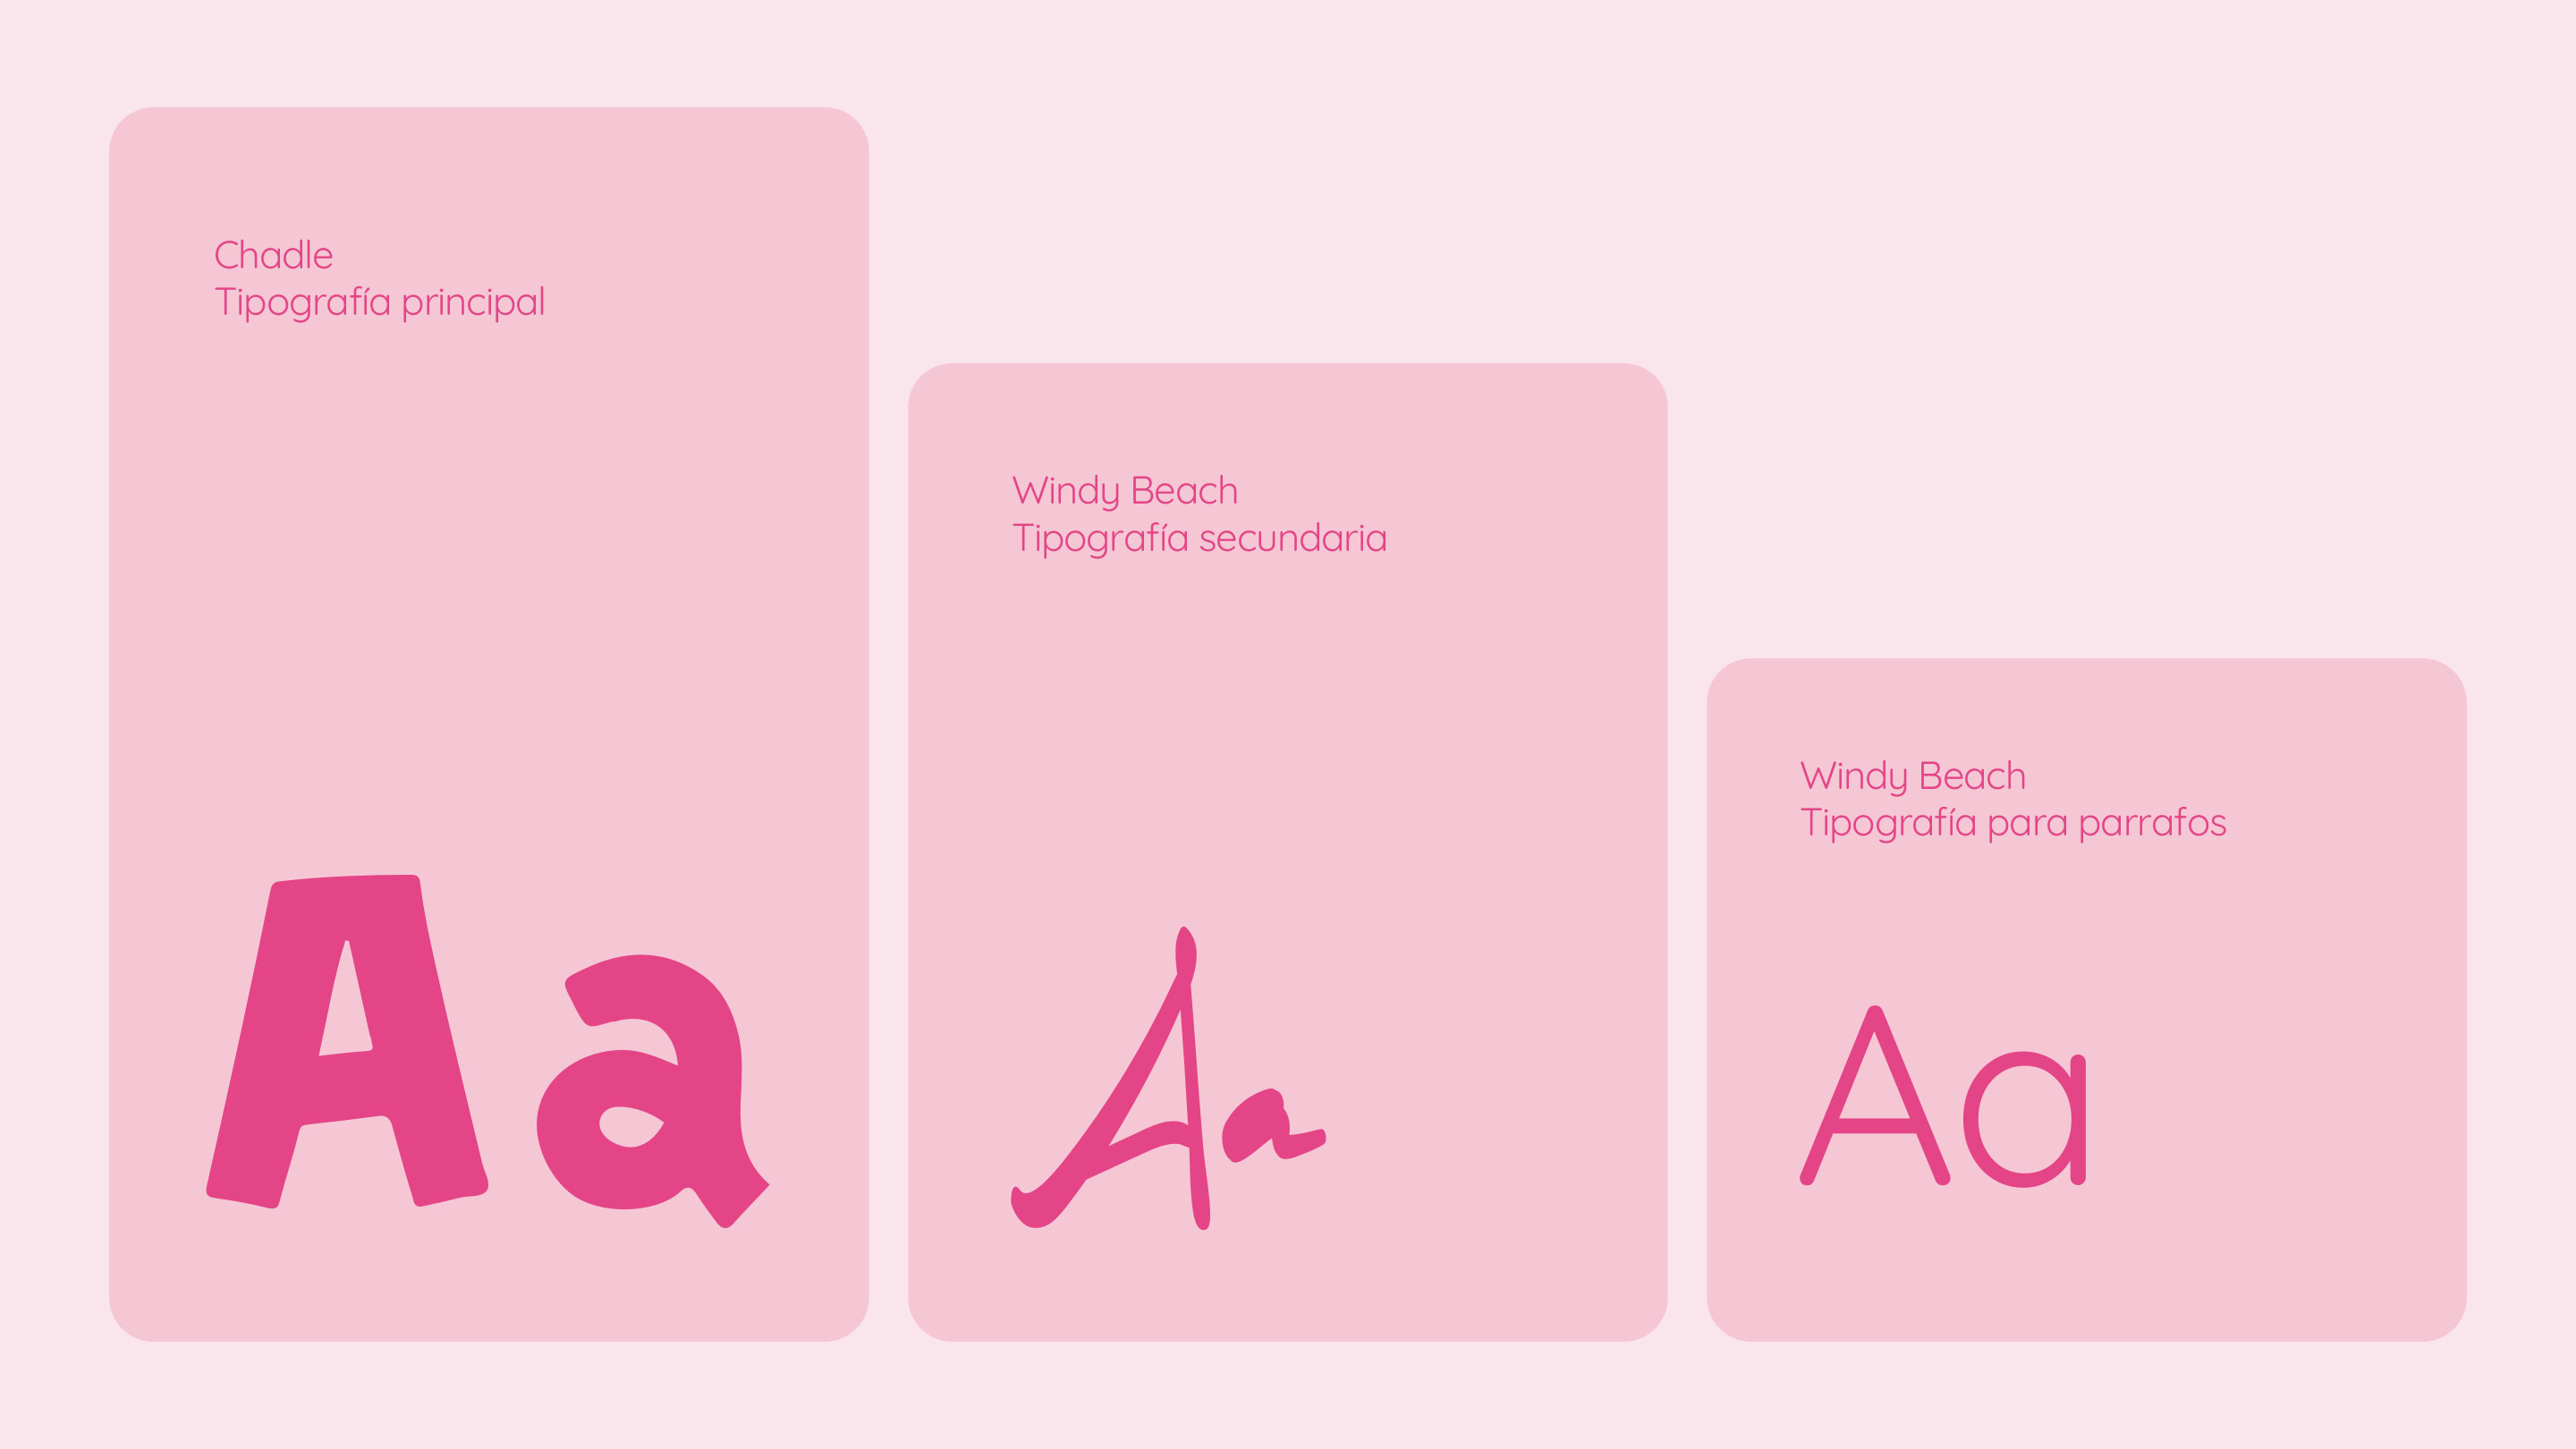 Chadle
Tipografía principal
Aa
Windy Beach
Tipografía secundaria
Aa
Windy Beach
Tipografía para parrafos
Aa